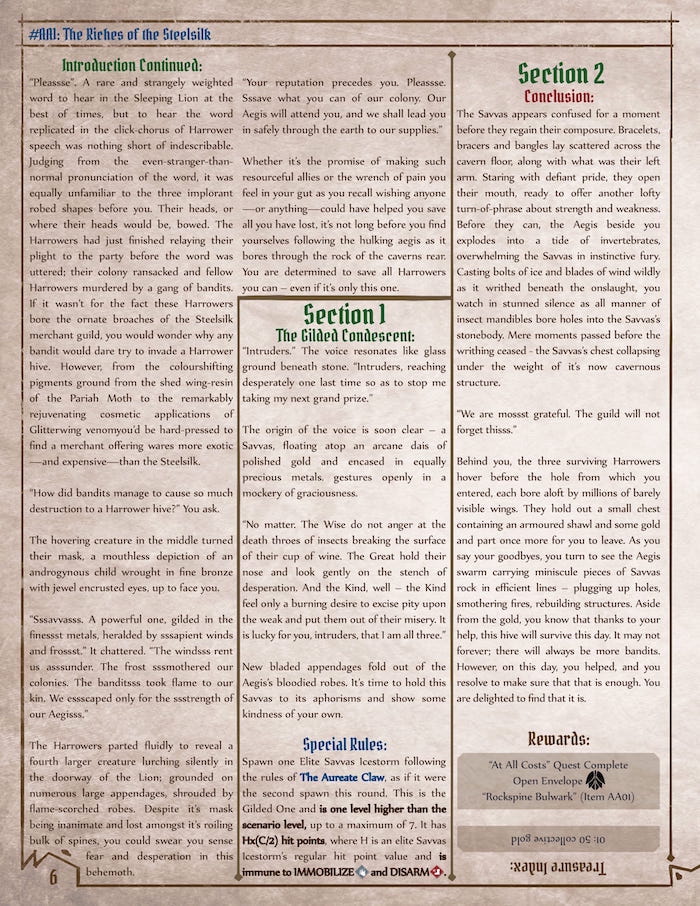 #AA1: The Riches of the Steelsilk
Introduction Continued:
"Pleassse". A rare and strangely weighted
word to hear in the Sleeping Lion at the
best of times, but to hear the word
replicated in the click-chorus of Harrower
speech was nothing short of indescribable.
Judging from the even-stranger-than-
normal pronunciation of the word, it was
equally unfamiliar to the three implorant
robed shapes before you. Their heads, or
where their heads would be, bowed. The
Harrowers had just finished relaying their
plight to the party before the word was
uttered; their colony ransacked and fellow
Harrowers murdered by a gang of bandits.
If it wasn't for the fact these Harrowers
bore the ornate broaches of the Steelsilk
merchant guild, you would wonder why any
bandit would dare try to invade a Harrower
hive. However, from the colourshifting
pigments ground from the shed wing-resin
of the Pariah Moth to the remarkably
rejuvenating cosmetic applications of
Glitterwing venomyou'd be hard-pressed to
find a merchant offering wares more exotic
—and expensive—than the Steelsilk.
"How did bandits manage to cause so much
destruction to a Harrower hive?" You ask.
The hovering creature in the middle turned
their mask, a mouthless depiction of an
androgynous child wrought in fine bronze
with jewel encrusted eyes, up to face you.
"Sssavvasss. A powerful one, gilded in the
finessst metals, heralded by sssapient winds
and frossst." It chattered. "The windsss rent
us asssunder. The frost sssmothered our
colonies. The banditsss took flame to our
kin. We essscaped only for the ssstrength of
our Aegisss."
The Harrowers parted fluidly to reveal a
fourth larger creature lurching silently in
the doorway of the Lion; grounded on
numerous large appendages, shrouded by
flame-scorched robes. Despite it's mask
being inanimate and lost amongst it's roiling
bulk of spines, you could swear you sense
fear and desperation in this
behemoth.
6
"Your reputation precedes you. Pleassse.
Sssave what you can of our colony. Our
Aegis will attend you, and we shall lead you
in safely through the earth to our supplies."
Whether it's the promise of making such
resourceful allies or the wrench of pain you
feel in your gut as you recall wishing anyone
—or anything—could have helped you save
all you have lost, it's not long before you find
yourselves following the hulking aegis as it
bores through the rock of the caverns rear.
You are determined to save all Harrowers
you can – even if it's only this one.
Section 1
The Gilded Condescent:
"Intruders." The voice resonates like glass
ground beneath stone. "Intruders, reaching
desperately one last time so as to stop me
taking my next grand prize."
The origin of the voice is soon clear – a
Savvas, floating atop an arcane dais of
polished gold and encased in equally
precious metals, gestures openly in a
mockery of graciousness.
"No matter. The Wise do not anger at the
death throes of insects breaking the surface
of their cup of wine. The Great hold their
nose and look gently on the stench of
desperation. And the Kind, well – the Kind
feel only a burning desire to excise pity upon
the weak and put them out of their misery. It
is lucky for you, intruders, that I am all three."
New bladed appendages fold out of the
Aegis's bloodied robes. It's time to hold this
Savvas to its aphorisms and show some
kindness of your own.
Special Rules:
Spawn one Elite Savvas Icestorm following
the rules of The Aureate Claw, as if it were
the second spawn this round. This is the
Gilded One and is one level higher than the
scenario level, up to a maximum of 7. It has
Hx(C/2) hit points, where H is an elite Savvas
Icestorm's regular hit point value and is
immune to IMMOBILIZE and DISARM.
Section 2
Conclusion:
The Savvas appears confused for a moment
before they regain their composure. Bracelets,
bracers and bangles lay scattered across the
cavern floor, along with what was their left
arm. Staring with defiant pride, they open
their mouth, ready to offer another lofty
turn-of-phrase about strength and weakness.
Before they can, the Aegis beside you
explodes into a tide of invertebrates,
overwhelming the Savvas in instinctive fury.
Casting bolts of ice and blades of wind wildly
as it writhed beneath the onslaught, you
watch in stunned silence as all manner of
insect mandibles bore holes into the Savvas's
stonebody. Mere moments passed before the
writhing ceased - the Savvas's chest collapsing
under the weight of it's now cavernous
structure.
"We are mossst grateful. The guild will not
forget thisss."
Behind you, the three surviving Harrowers
hover before the hole from which you
entered, each bore aloft by millions of barely
visible wings. They hold out a small chest
containing an armoured shawl and some gold
and part once more for you to leave. As you
say your goodbyes, you turn to see the Aegis
swarm carrying miniscule pieces of Savvas
rock in efficient lines – plugging up holes,
smothering fires, rebuilding structures. Aside
from the gold, you know that thanks to your
help, this hive will survive this day. It may not
forever; there will always be more bandits.
However, on this day, you helped, and you
resolve to make sure that that is enough. You
are delighted to find that it is.
Rewards:
"At All Costs" Quest Complete
Open Envelope
"Rockspine Bulwark" (Item AA01)
Treasure Index:
01: 50 collective gold